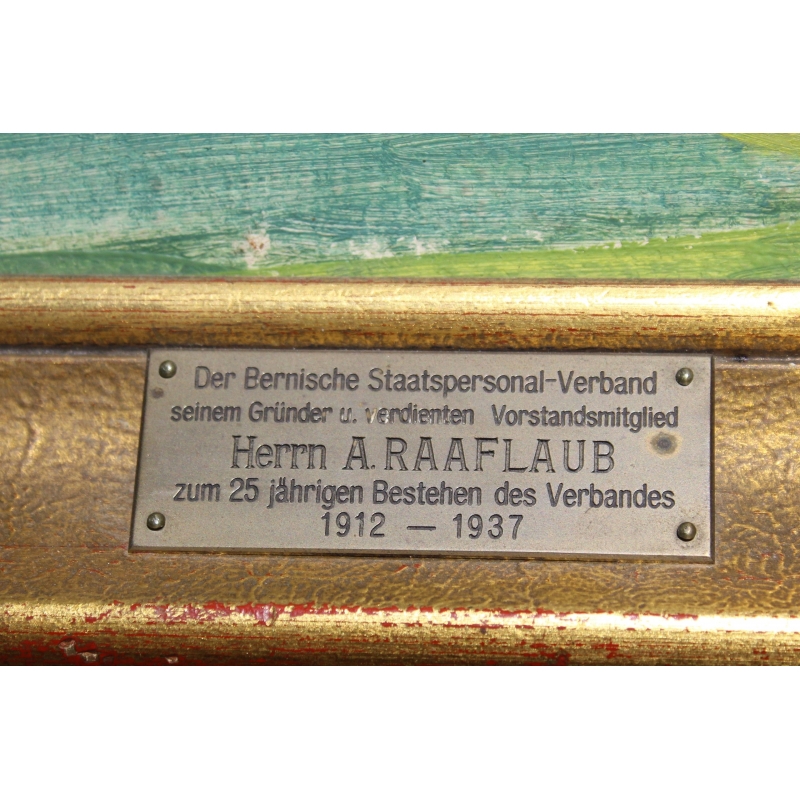 Der Bernische Staatspersonal-Verband
seinem Gründer u. verdienten Vorstandsmitglied
Herrn A. RAAFLAUB
zum 25 jährigen Bestehen des Verbandes
1912 — 1937